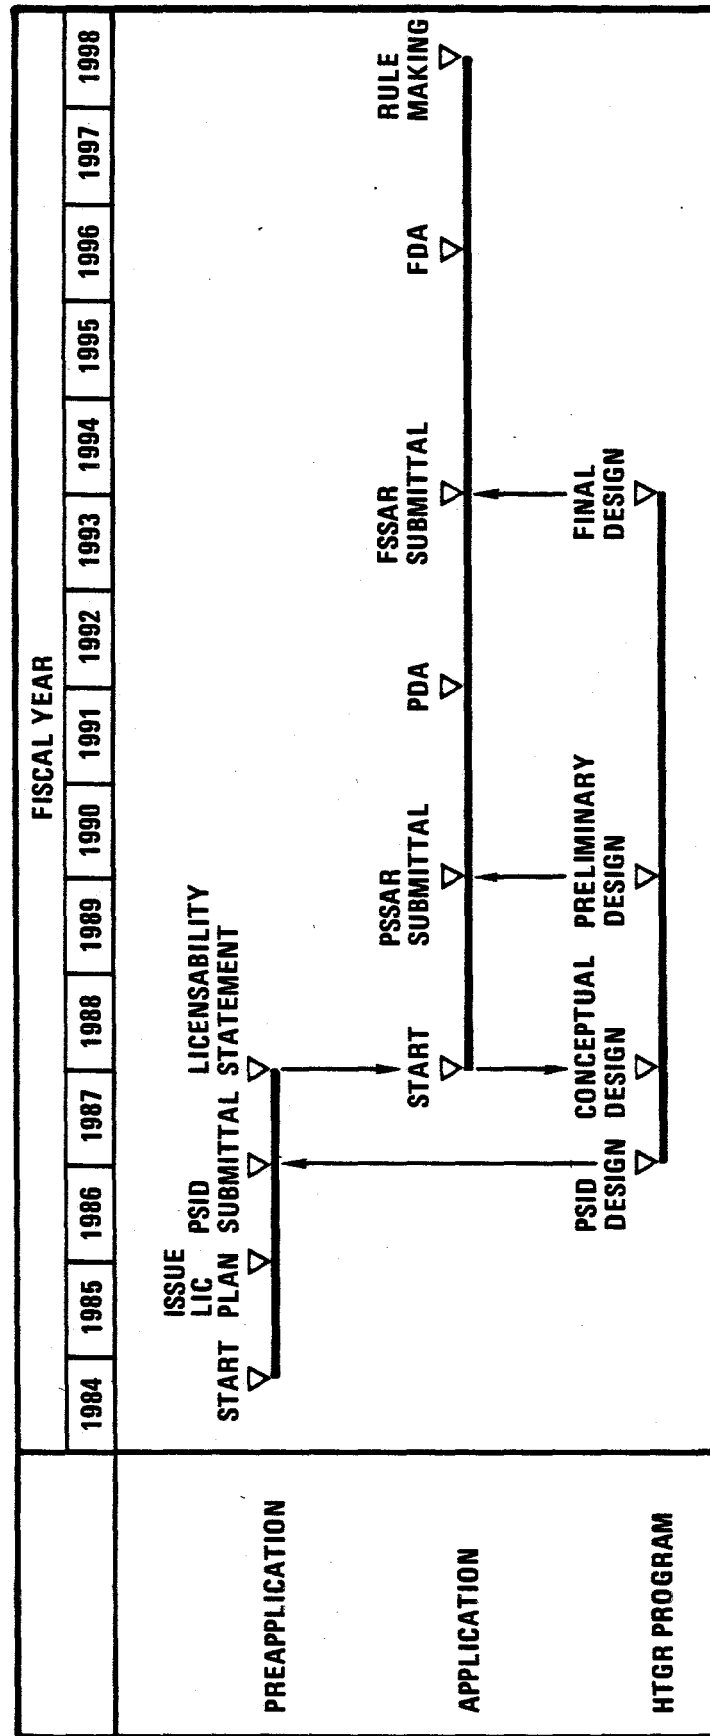 FISCAL YEAR
1984 1985 1986 1987 1988 1989 1990 1991 1992 1993 1994 1995 1996 1997 1998
PREAPPLICATION
START
ISSUE
LIC
PLAN
PSID
SUBMITTAL
LICENSABILITY
STATEMENT
APPLICATION
START
PSSAR
SUBMITTAL
PDA
FSSAR
SUBMITTAL
FDA
RULE
MAKING
HTGR PROGRAM
PSID
DESIGN
CONCEPTUAL
DESIGN
PRELIMINARY
DESIGN
FINAL
DESIGN